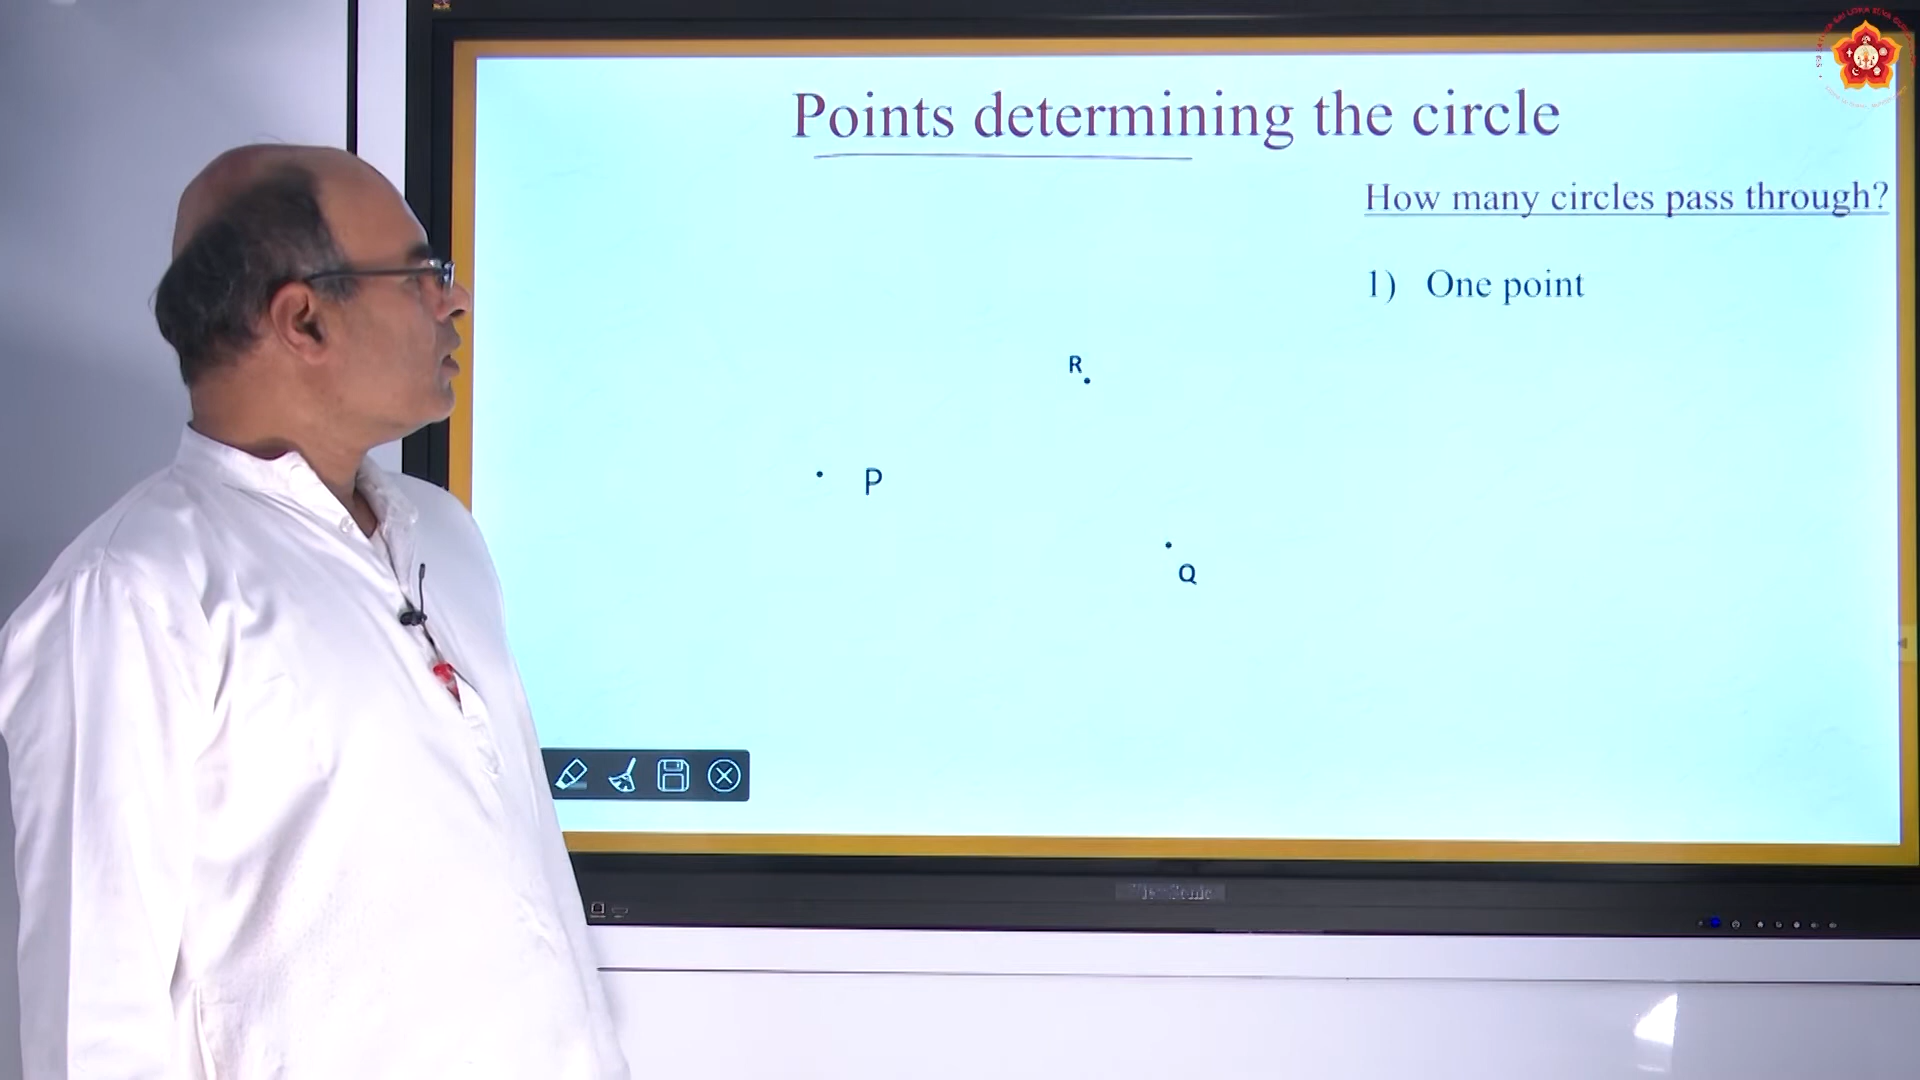 Points determining the circle
How many circles pass through?
1) One point
R
P
Q